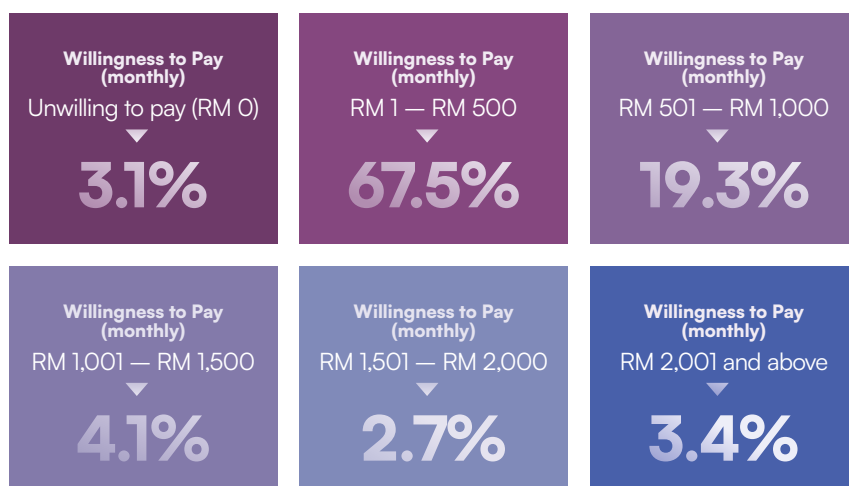 Willingness to Pay
(monthly)
Unwilling to pay (RM 0)
3.1%
Willingness to Pay
(monthly)
RM 1 — RM 500
67.5%
Willingness to Pay
(monthly)
RM 501 — RM 1,000
19.3%
Willingness to Pay
(monthly)
RM 1,001 — RM 1,500
4.1%
Willingness to Pay
(monthly)
RM 1,501 — RM 2,000
2.7%
Willingness to Pay
(monthly)
RM 2,001 and above
3.4%